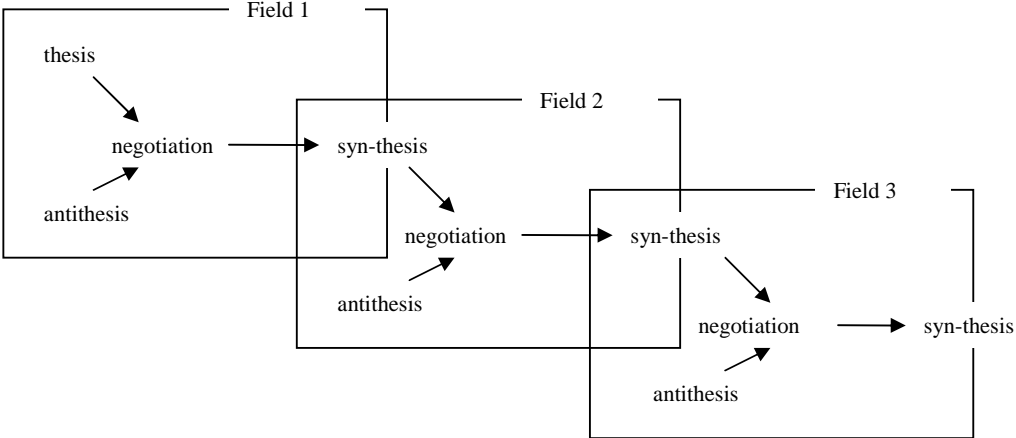 Field 1
thesis
Field 2
negotiation
syn-thesis
Field 3
antithesis
negotiation
syn-thesis
antithesis
negotiation
syn-thesis
antithesis